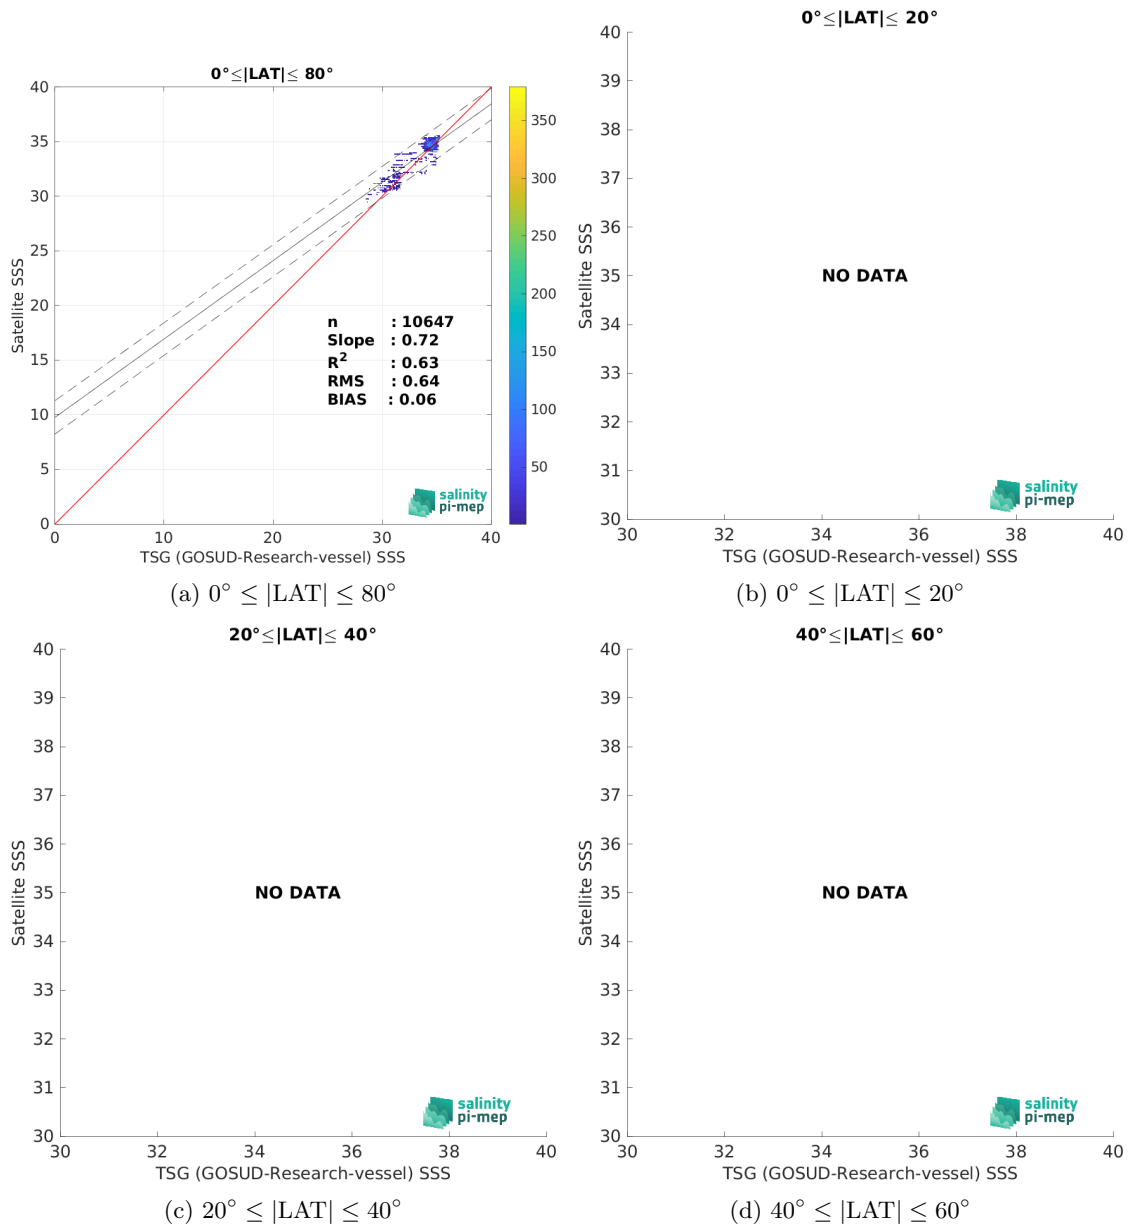 0°≤|LAT|≤ 80°
40
35
30
25
20
15
10
5
0
Satellite SSS
0
10
20
30
40
TSG (GOSUD-Research-vessel) SSS
n : 10647
Slope : 0.72
R² : 0.63
RMS : 0.64
BIAS : 0.06
salinity
pi-mep
350
300
250
200
150
100
50
(a) 0° ≤ |LAT| ≤ 80°
0°≤|LAT|≤ 20°
40
39
38
37
36
35
34
33
32
31
30
Satellite SSS
NO DATA
salinity
pi-mep
30
32
34
36
38
40
TSG (GOSUD-Research-vessel) SSS
(b) 0° ≤ |LAT| ≤ 20°
20°≤|LAT|≤ 40°
40
39
38
37
36
35
34
33
32
31
30
Satellite SSS
NO DATA
salinity
pi-mep
30
32
34
36
38
40
TSG (GOSUD-Research-vessel) SSS
(c) 20° ≤ |LAT| ≤ 40°
40°≤|LAT|≤ 60°
40
39
38
37
36
35
34
33
32
31
30
Satellite SSS
NO DATA
salinity
pi-mep
30
32
34
36
38
40
TSG (GOSUD-Research-vessel) SSS
(d) 40° ≤ |LAT| ≤ 60°